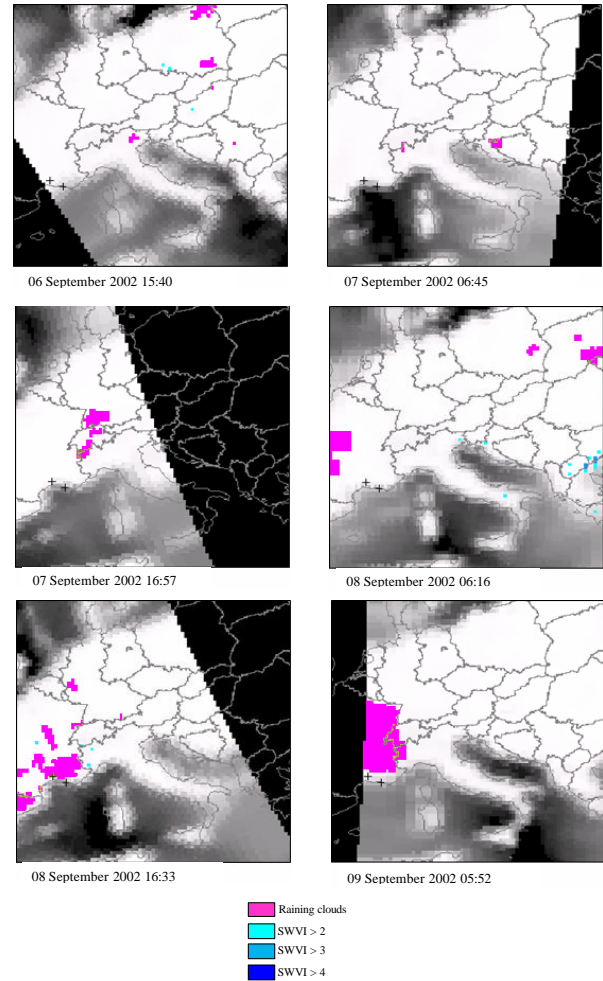 06 September 2002 15:40
07 September 2002 06:45
07 September 2002 16:57
08 September 2002 06:16
08 September 2002 16:33
09 September 2002 05:52
Raining clouds
SWVI > 2
SWVI > 3
SWVI > 4